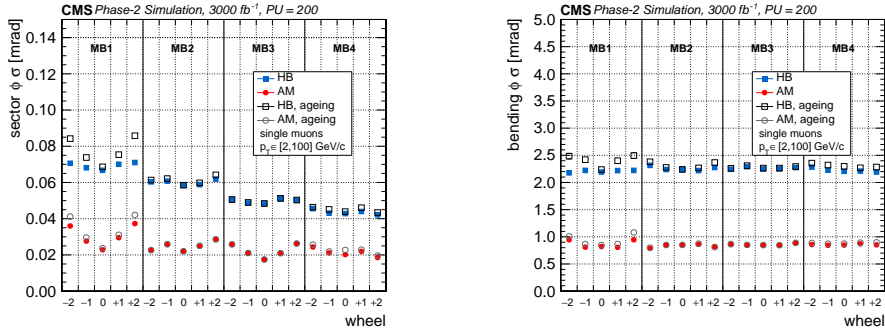 CMS Phase-2 Simulation, 3000 fb⁻¹, PU = 200
sector ϕ σ [mrad]
0.14
0.12
0.10
0.08
0.06
0.04
0.02
0.00
MB1 MB2 MB3 MB4
HB
AM
HB, ageing
AM, ageing
single muons
p_T∈ [2,100] GeV/c
−2 −1 0 +1 +2 −2 −1 0 +1 +2 −2 −1 0 +1 +2 −2 −1 0 +1 +2
wheel
CMS Phase-2 Simulation, 3000 fb⁻¹, PU = 200
bending ϕ σ [mrad]
5.0
4.5
4.0
3.5
3.0
2.5
2.0
1.5
1.0
0.5
0.0
MB1 MB2 MB3 MB4
HB
AM
HB, ageing
AM, ageing
single muons
p_T∈ [2,100] GeV/c
−2 −1 0 +1 +2 −2 −1 0 +1 +2 −2 −1 0 +1 +2 −2 −1 0 +1 +2
wheel